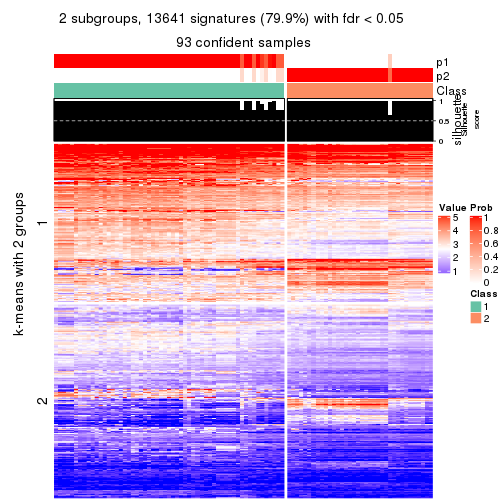 2 subgroups, 13641 signatures (79.9%) with fdr < 0.05
93 confident samples
p1
p2
Class
1
0.5
0
silhouette
Silhouette
score
k-means with 2 groups
1
2
Value
5
4
3
2
1
Prob
1
0.8
0.6
0.4
0.2
0
Class
1
2